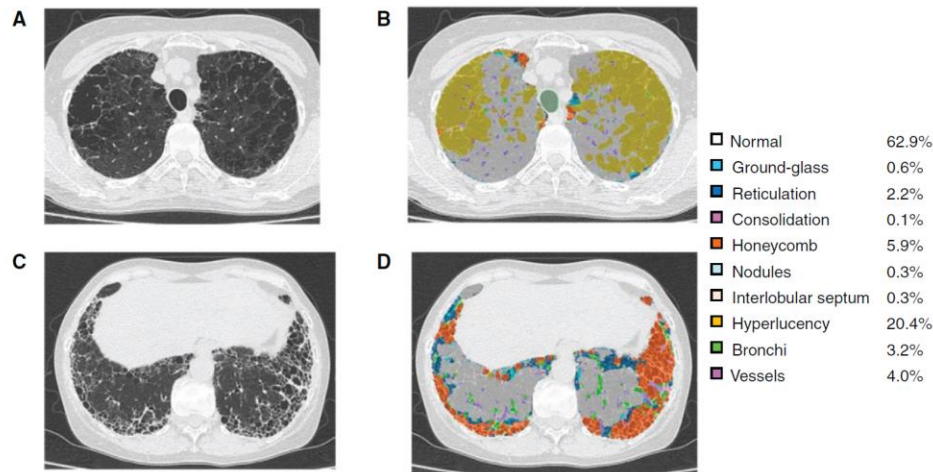 A
B
Normal 62.9%
Ground-glass 0.6%
Reticulation 2.2%
Consolidation 0.1%
Honeycomb 5.9%
Nodules 0.3%
Interlobular septum 0.3%
Hyperlucency 20.4%
Bronchi 3.2%
Vessels 4.0%
C
D